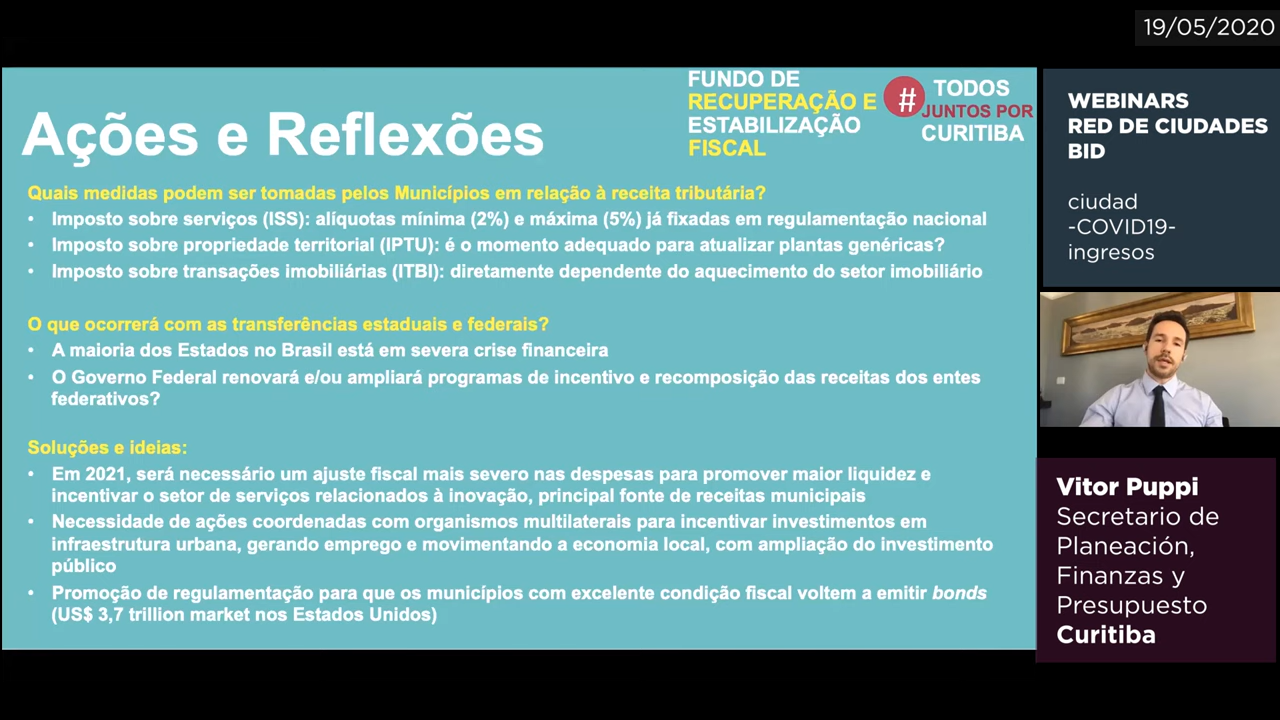 19/05/2020
FUNDO DE
RECUPERAÇÃO E
ESTABILIZAÇÃO
FISCAL
# TODOS
JUNTOS POR
CURITIBA
Ações e Reflexões
Quais medidas podem ser tomadas pelos Municípios em relação à receita tributária?
• Imposto sobre serviços (ISS): alíquotas mínima (2%) e máxima (5%) já fixadas em regulamentação nacional
• Imposto sobre propriedade territorial (IPTU): é o momento adequado para atualizar plantas genéricas?
• Imposto sobre transações imobiliárias (ITBI): diretamente dependente do aquecimento do setor imobiliário
O que ocorrerá com as transferências estaduais e federais?
• A maioria dos Estados no Brasil está em severa crise financeira
• O Governo Federal renovará e/ou ampliará programas de incentivo e recomposição das receitas dos entes
federativos?
Soluções e ideias:
• Em 2021, será necessário um ajuste fiscal mais severo nas despesas para promover maior liquidez e
incentivar o setor de serviços relacionados à inovação, principal fonte de receitas municipais
• Necessidade de ações coordenadas com organismos multilaterais para incentivar investimentos em
infraestrutura urbana, gerando emprego e movimentando a economia local, com ampliação do investimento
público
• Promoção de regulamentação para que os municípios com excelente condição fiscal voltem a emitir bonds
(US$ 3,7 trillion market nos Estados Unidos)
WEBINARS
RED DE CIUDADES
BID
ciudad
-COVID19-
ingresos
Vitor Puppi
Secretario de
Planeación,
Finanzas y
Presupuesto
Curitiba